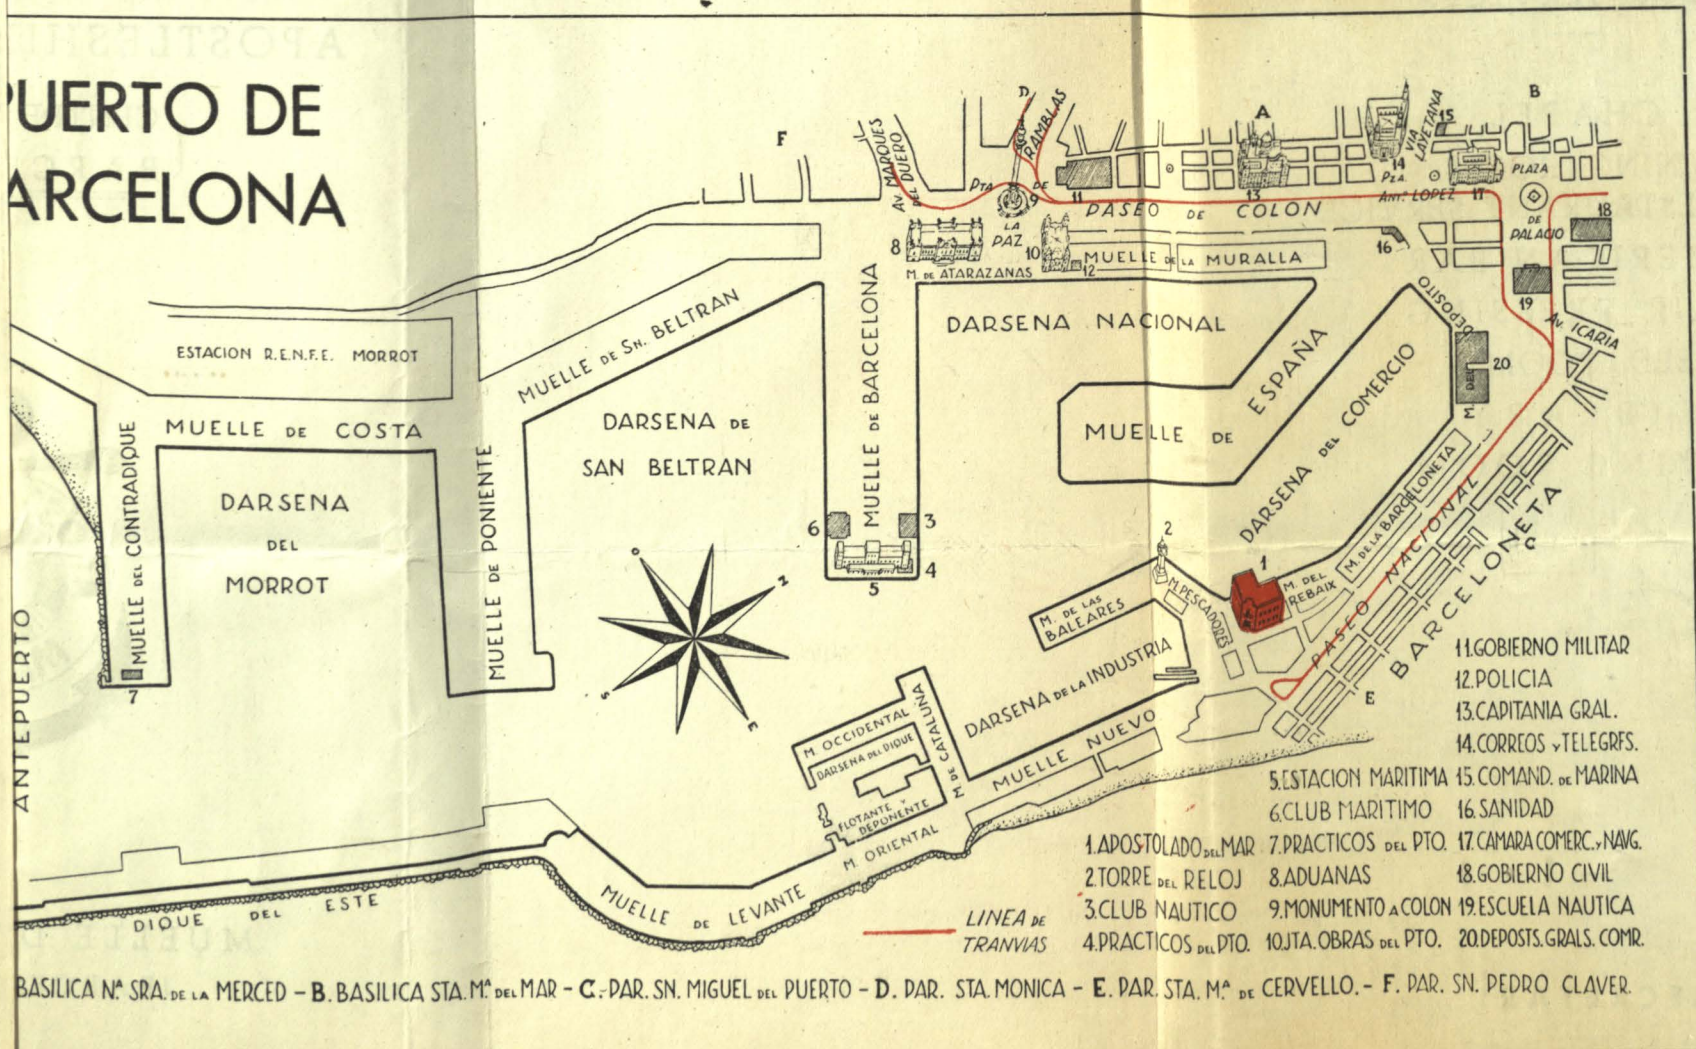 PUERTO DE
ARCELONA
F
D
A
B
AV. MARQUES
DEL DUERO
RAMBLAS
VIA
LAYETANA
15
14
PZA.
ANT.º LOPEZ
17
PLAZA
DE
PALACIO
18
PTA
DE
LA
PAZ
9
11
13
PASEO DE COLON
8
10
12
16
M. DE ATARAZANAS
MUELLE DE LA MURALLA
19
AV. ICARIA
ESTACION R.E.N.F.E. MORROT
MUELLE DE SN. BELTRAN
MUELLE DE BARCELONA
DARSENA NACIONAL
M. DEL DEPOSITO
20
MUELLE DE COSTA
DARSENA DE
SAN BELTRAN
MUELLE DE
ESPAÑA
DARSENA DEL COMERCIO
MUELLE DEL CONTRADIQUE
DARSENA
DEL
MORROT
MUELLE DE PONIENTE
6
3
4
5
2
1
M. DE LA BARCELONETA
PASEO NACIONAL
BARCELONETA
C
M. DEL
REBAIX
M. PESCADORES
M. DE LAS
BALEARES
O
N
S
E
7
ANTEPUERTO
DARSENA DE LA INDUSTRIA
E
M. OCCIDENTAL
DARSENA DEL DIQUE
FLOTANTE Y
DEPONENTE
M. DE CATALUNA
MUELLE NUEVO
M. ORIENTAL
MUELLE DE LEVANTE
DIQUE DEL ESTE
LINEA DE
TRANVIAS
1.APOSTOLADO DEL MAR
2.TORRE DEL RELOJ
3.CLUB NAUTICO
4.PRACTICOS DEL PTO.
5.ESTACION MARITIMA
6.CLUB MARITIMO
7.PRACTICOS DEL PTO.
8.ADUANAS
9.MONUMENTO A COLON
10.JTA.OBRAS DEL PTO.
11.GOBIERNO MILITAR
12.POLICIA
13.CAPITANIA GRAL.
14.CORREOS Y TELEGRFS.
15.COMAND. DE MARINA
16.SANIDAD
17.CAMARA COMERC. Y NAVG.
18.GOBIERNO CIVIL
19.ESCUELA NAUTICA
20.DEPOSTS.GRALS.COMR.
BASILICA Nª SRA. DE LA MERCED – B. BASILICA STA. Mª DEL MAR – C.- PAR. SN. MIGUEL DEL PUERTO – D. PAR. STA. MONICA – E. PAR. STA. Mª DE CERVELLO. – F. PAR. SN. PEDRO CLAVER.